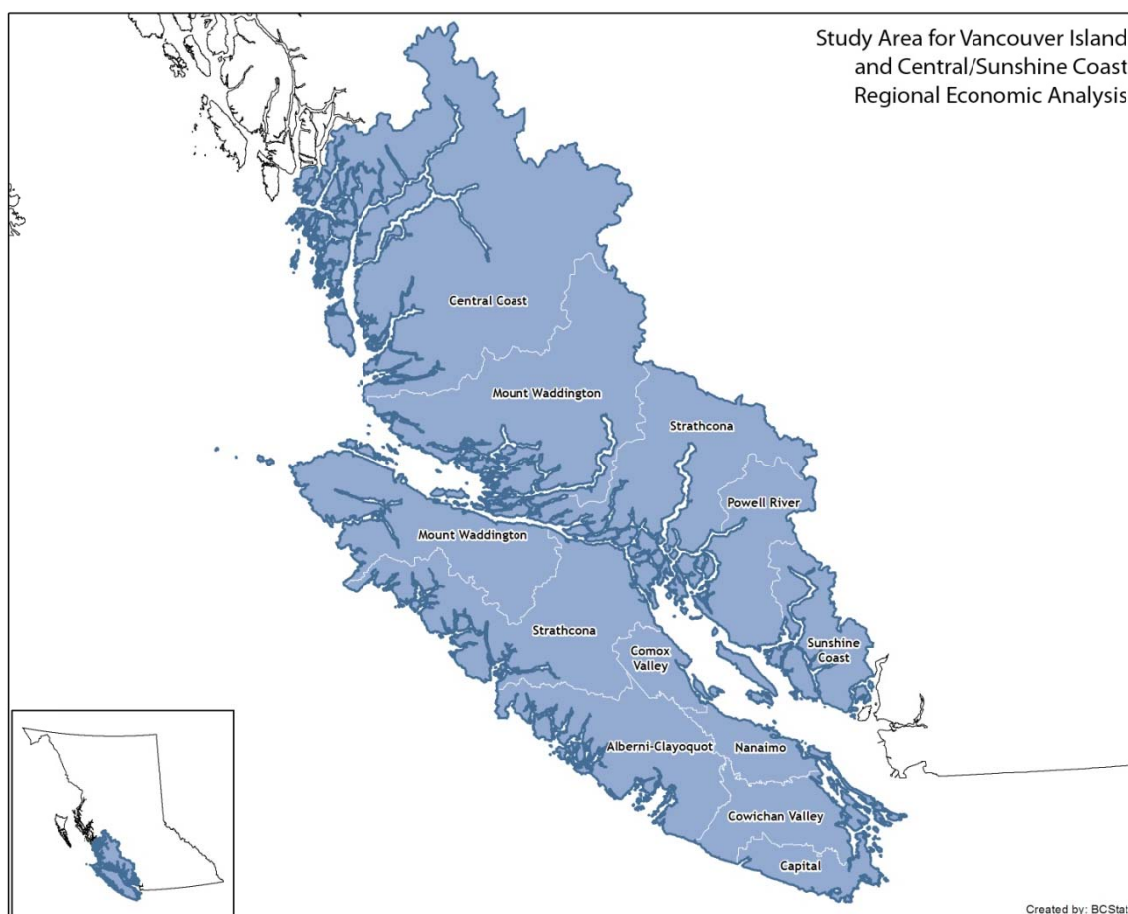 Study Area for Vancouver Island
and Central/Sunshine Coast
Regional Economic Analysis
Central Coast
Mount Waddington
Strathcona
Powell River
Mount Waddington
Strathcona
Comox
Valley
Sunshine
Coast
Alberni-Clayoquot
Nanaimo
Cowichan Valley
Capital
Created by: BCStat